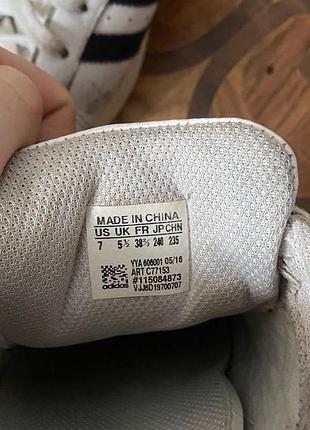 MADE IN CHINA
US UK FR JP CHN
7 5½ 38⅔ 240 235
YYA 606001 05/16
ART C77153
#115084873
VJJ6D19700707
adidas